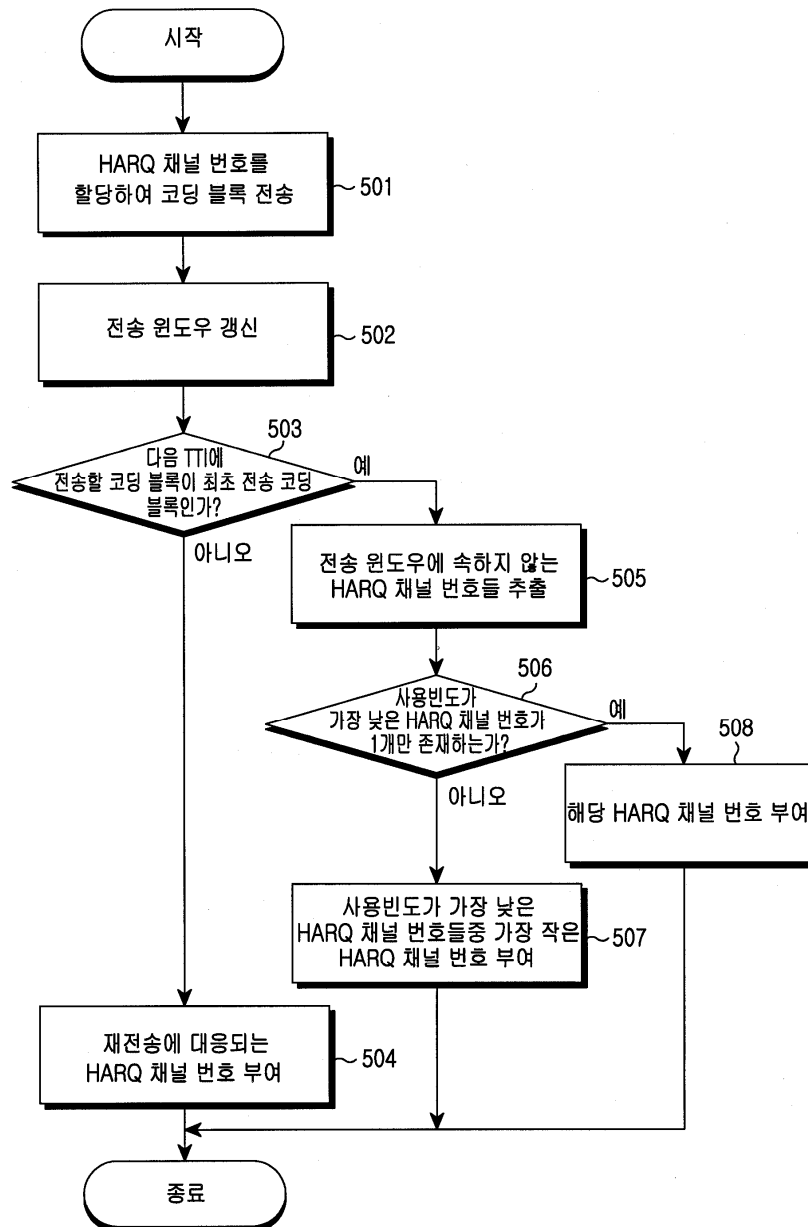 시작
HARQ 채널 번호를
할당하여 코딩 블록 전송
501
전송 윈도우 갱신
502
503
다음 TTI에
전송할 코딩 블록이 최초 전송 코딩
블록인가?
예
아니오
전송 윈도우에 속하지 않는
HARQ 채널 번호들 추출
505
506
사용빈도가
가장 낮은 HARQ 채널 번호가
1개만 존재하는가?
예
아니오
508
해당 HARQ 채널 번호 부여
사용빈도가 가장 낮은
HARQ 채널 번호들중 가장 작은
HARQ 채널 번호 부여
507
재전송에 대응되는
HARQ 채널 번호 부여
504
종료